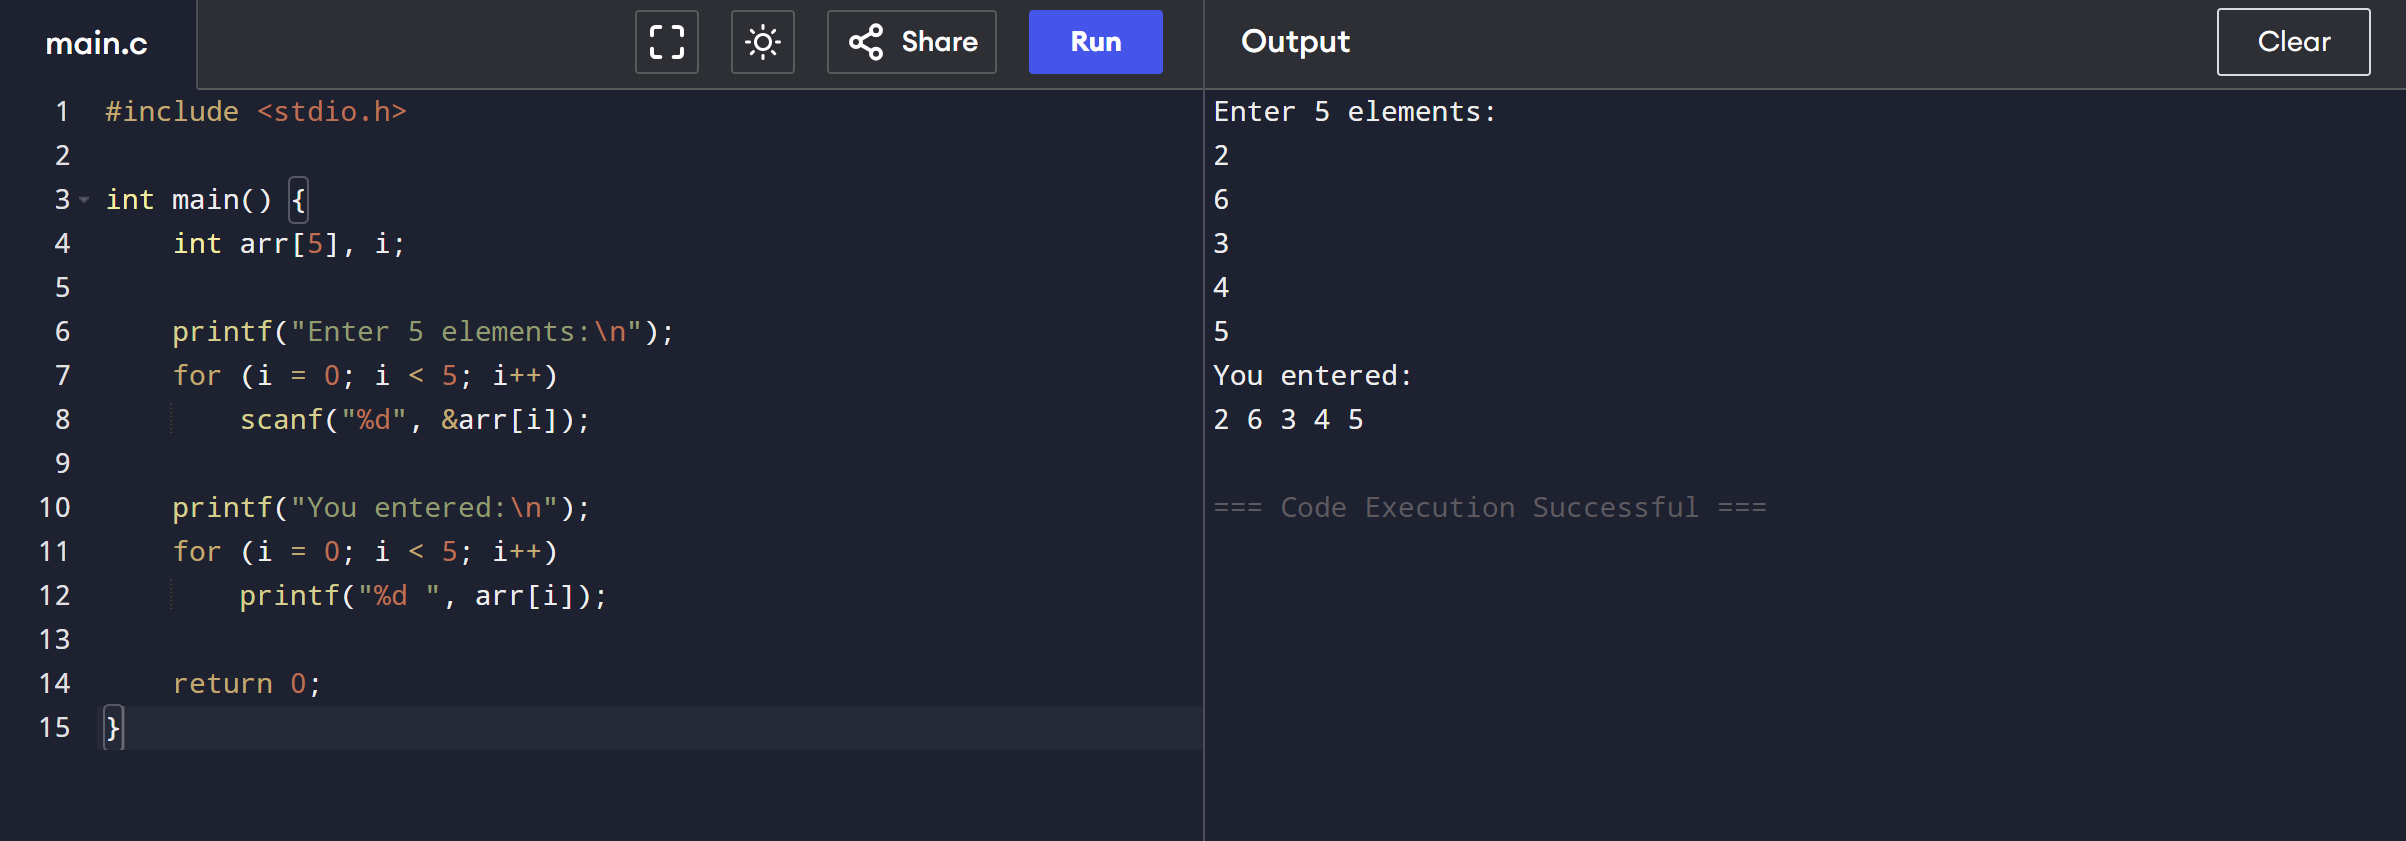 main.c
Share
Run
1 #include <stdio.h>
2
3 int main() {
4     int arr[5], i;
5
6     printf("Enter 5 elements:\n");
7     for (i = 0; i < 5; i++)
8         scanf("%d", &arr[i]);
9
10     printf("You entered:\n");
11     for (i = 0; i < 5; i++)
12         printf("%d ", arr[i]);
13
14     return 0;
15 }
Output
Clear
Enter 5 elements:
2
6
3
4
5
You entered:
2 6 3 4 5
=== Code Execution Successful ===